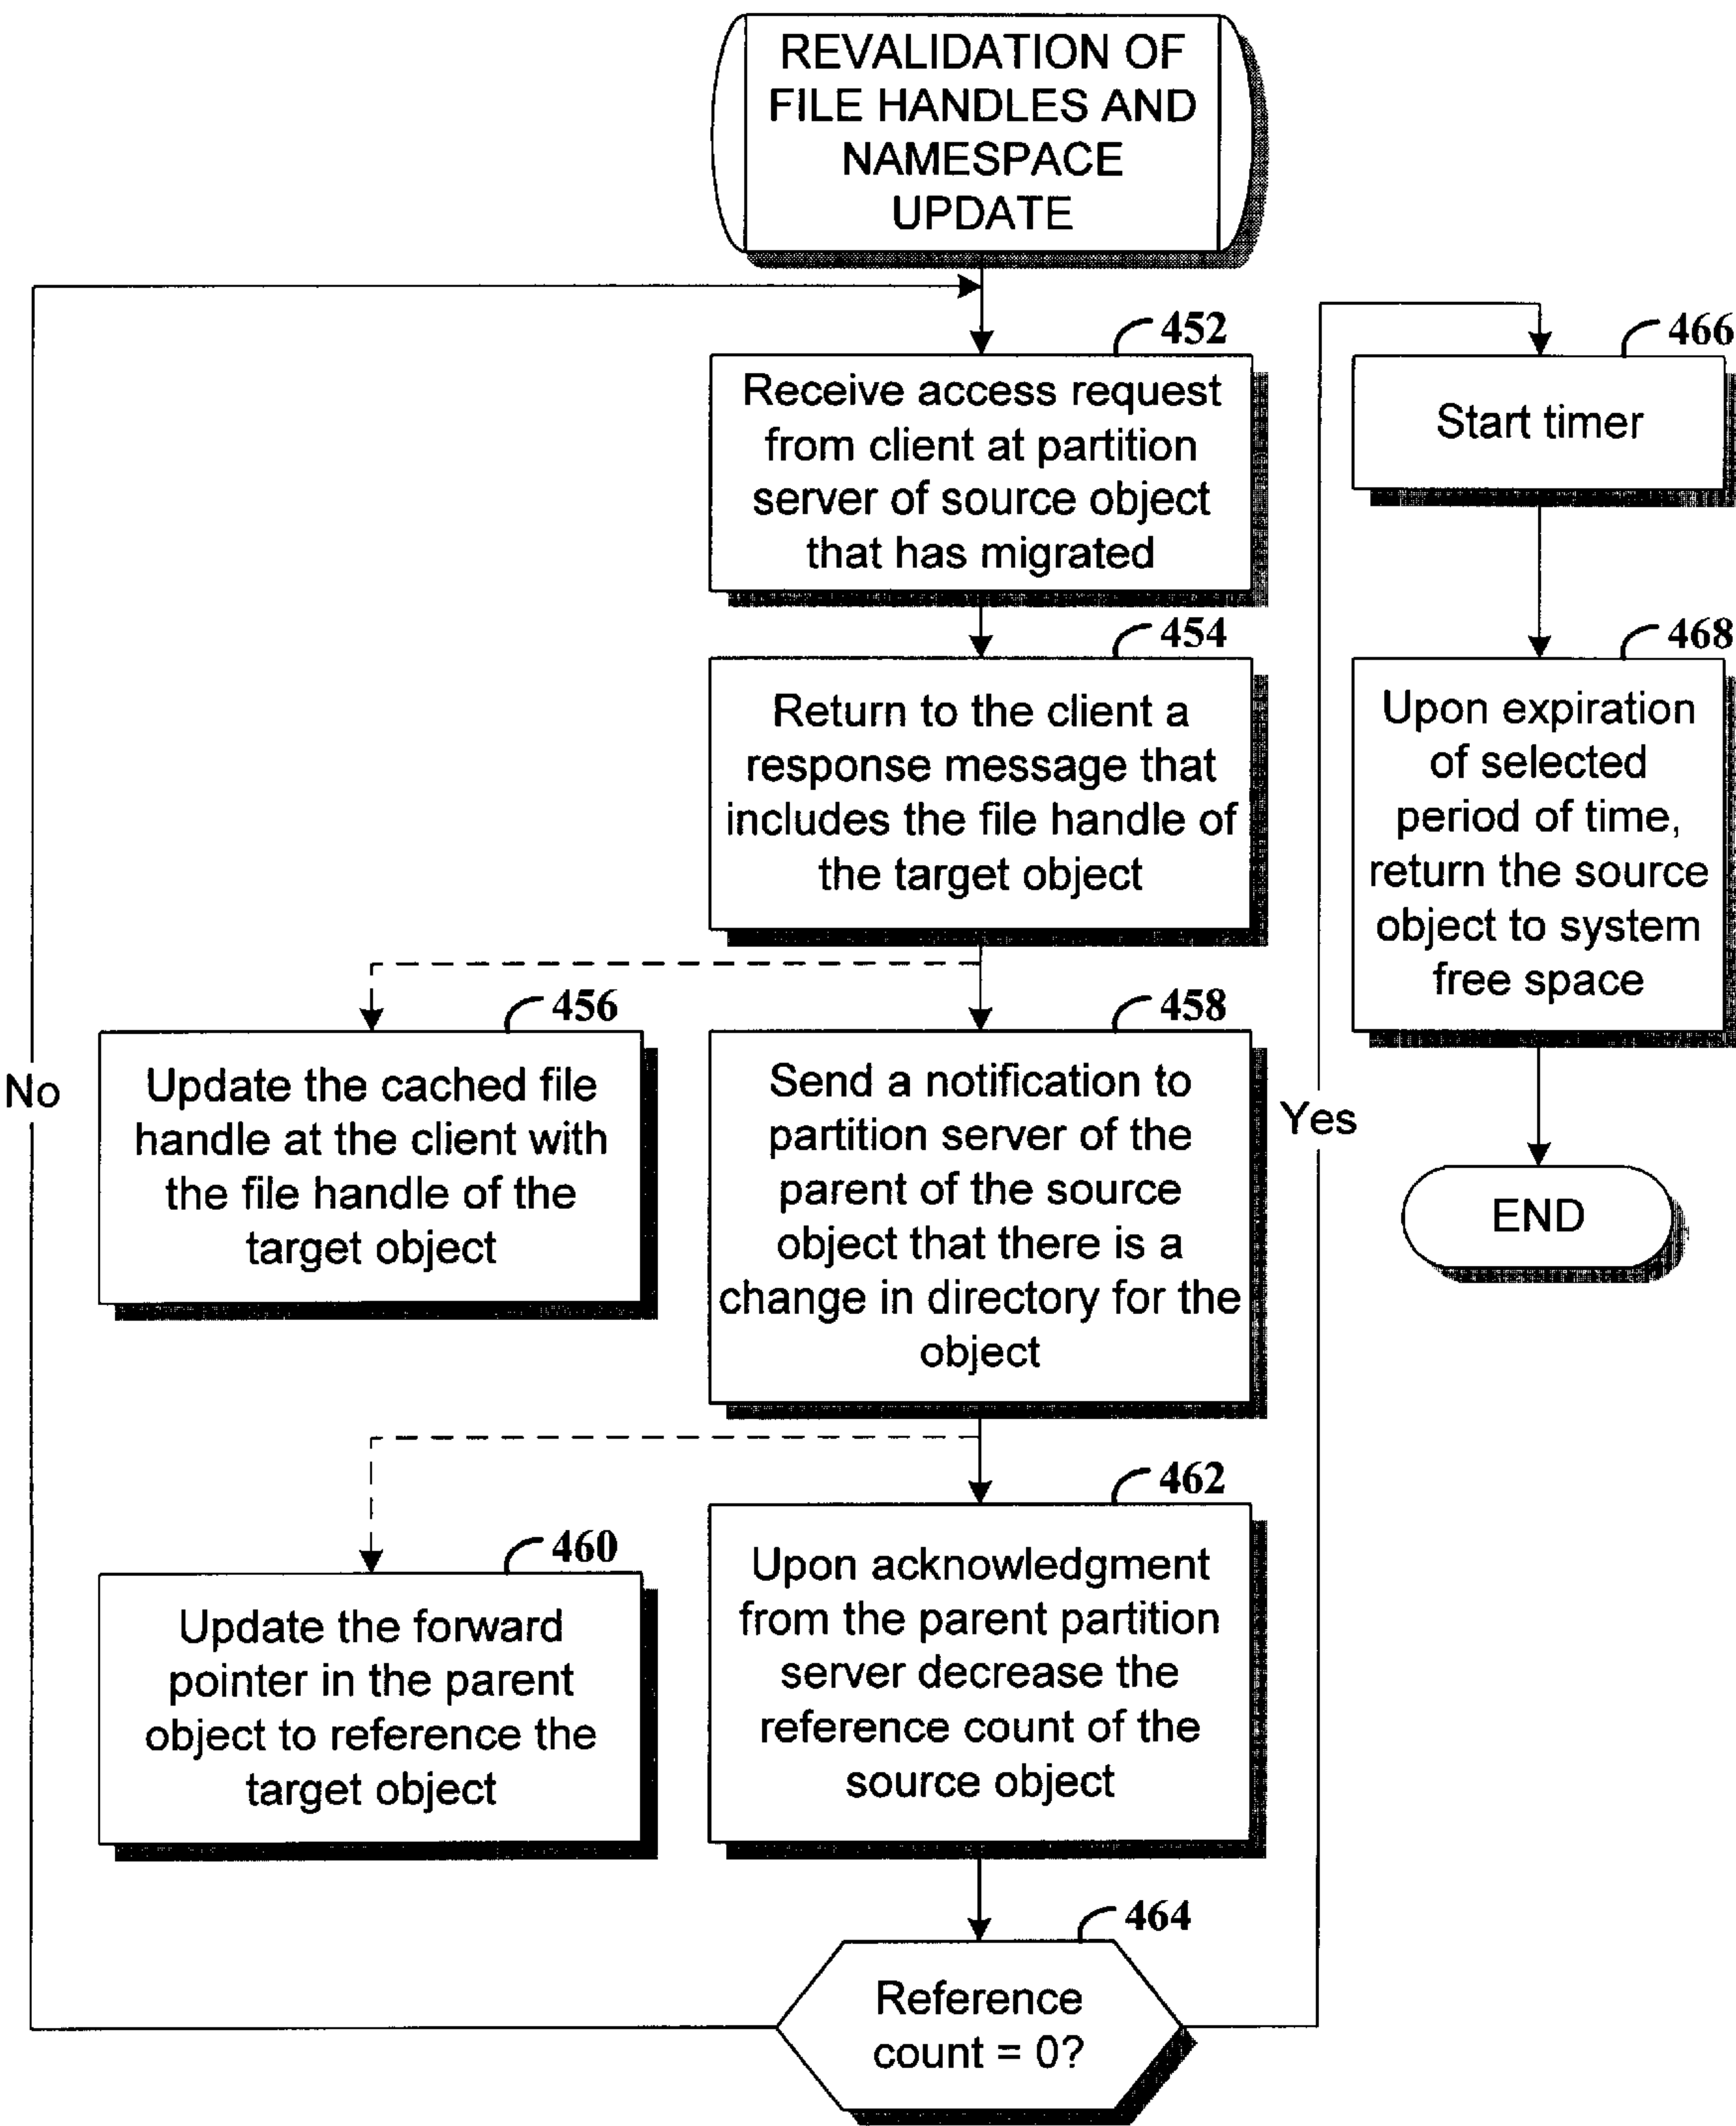 REVALIDATION OF
FILE HANDLES AND
NAMESPACE
UPDATE
452
Receive access request
from client at partition
server of source object
that has migrated
454
Return to the client a
response message that
includes the file handle of
the target object
456
Update the cached file
handle at the client with
the file handle of the
target object
458
Send a notification to
partition server of the
parent of the source
object that there is a
change in directory for the
object
460
Update the forward
pointer in the parent
object to reference the
target object
462
Upon acknowledgment
from the parent partition
server decrease the
reference count of the
source object
464
Reference
count = 0?
No
Yes
466
Start timer
468
Upon expiration
of selected
period of time,
return the source
object to system
free space
END